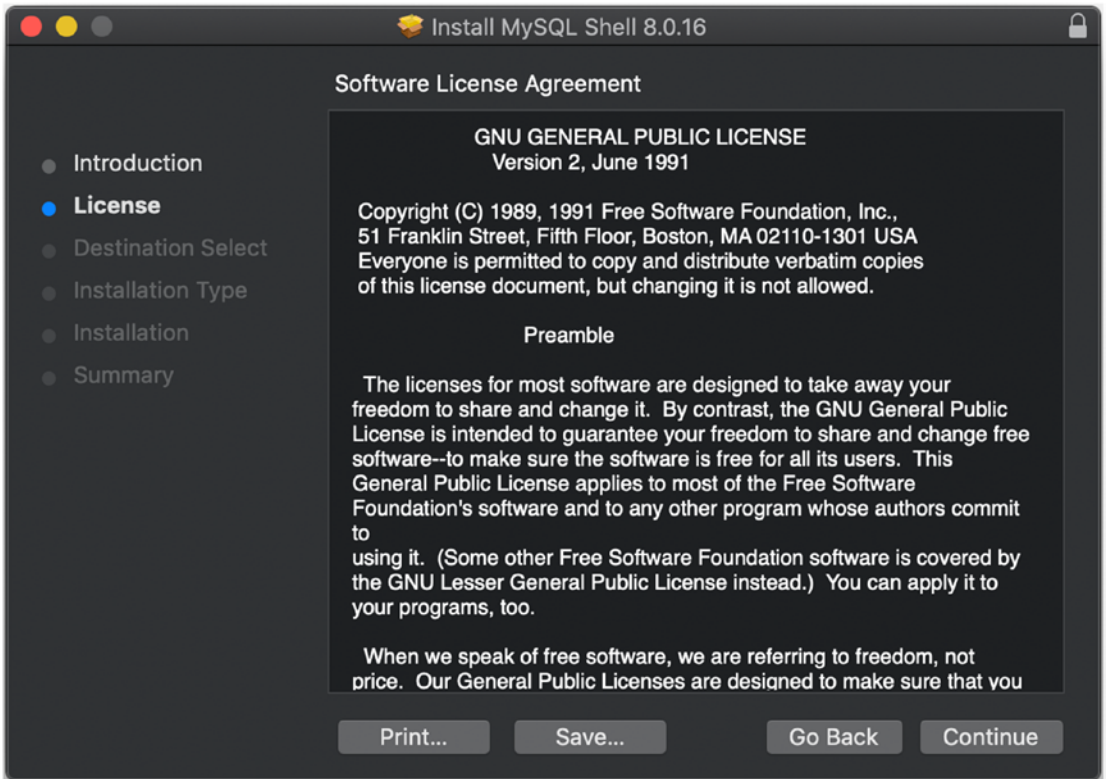 Install MySQL Shell 8.0.16
Software License Agreement
Introduction
License
Destination Select
Installation Type
Installation
Summary
GNU GENERAL PUBLIC LICENSE
Version 2, June 1991
Copyright (C) 1989, 1991 Free Software Foundation, Inc.,
51 Franklin Street, Fifth Floor, Boston, MA 02110-1301 USA
Everyone is permitted to copy and distribute verbatim copies
of this license document, but changing it is not allowed.
Preamble
The licenses for most software are designed to take away your
freedom to share and change it.  By contrast, the GNU General Public
License is intended to guarantee your freedom to share and change free
software--to make sure the software is free for all its users.  This
General Public License applies to most of the Free Software
Foundation's software and to any other program whose authors commit
to
using it.  (Some other Free Software Foundation software is covered by
the GNU Lesser General Public License instead.)  You can apply it to
your programs, too.
When we speak of free software, we are referring to freedom, not
price.  Our General Public Licenses are designed to make sure that you
Print...
Save...
Go Back
Continue